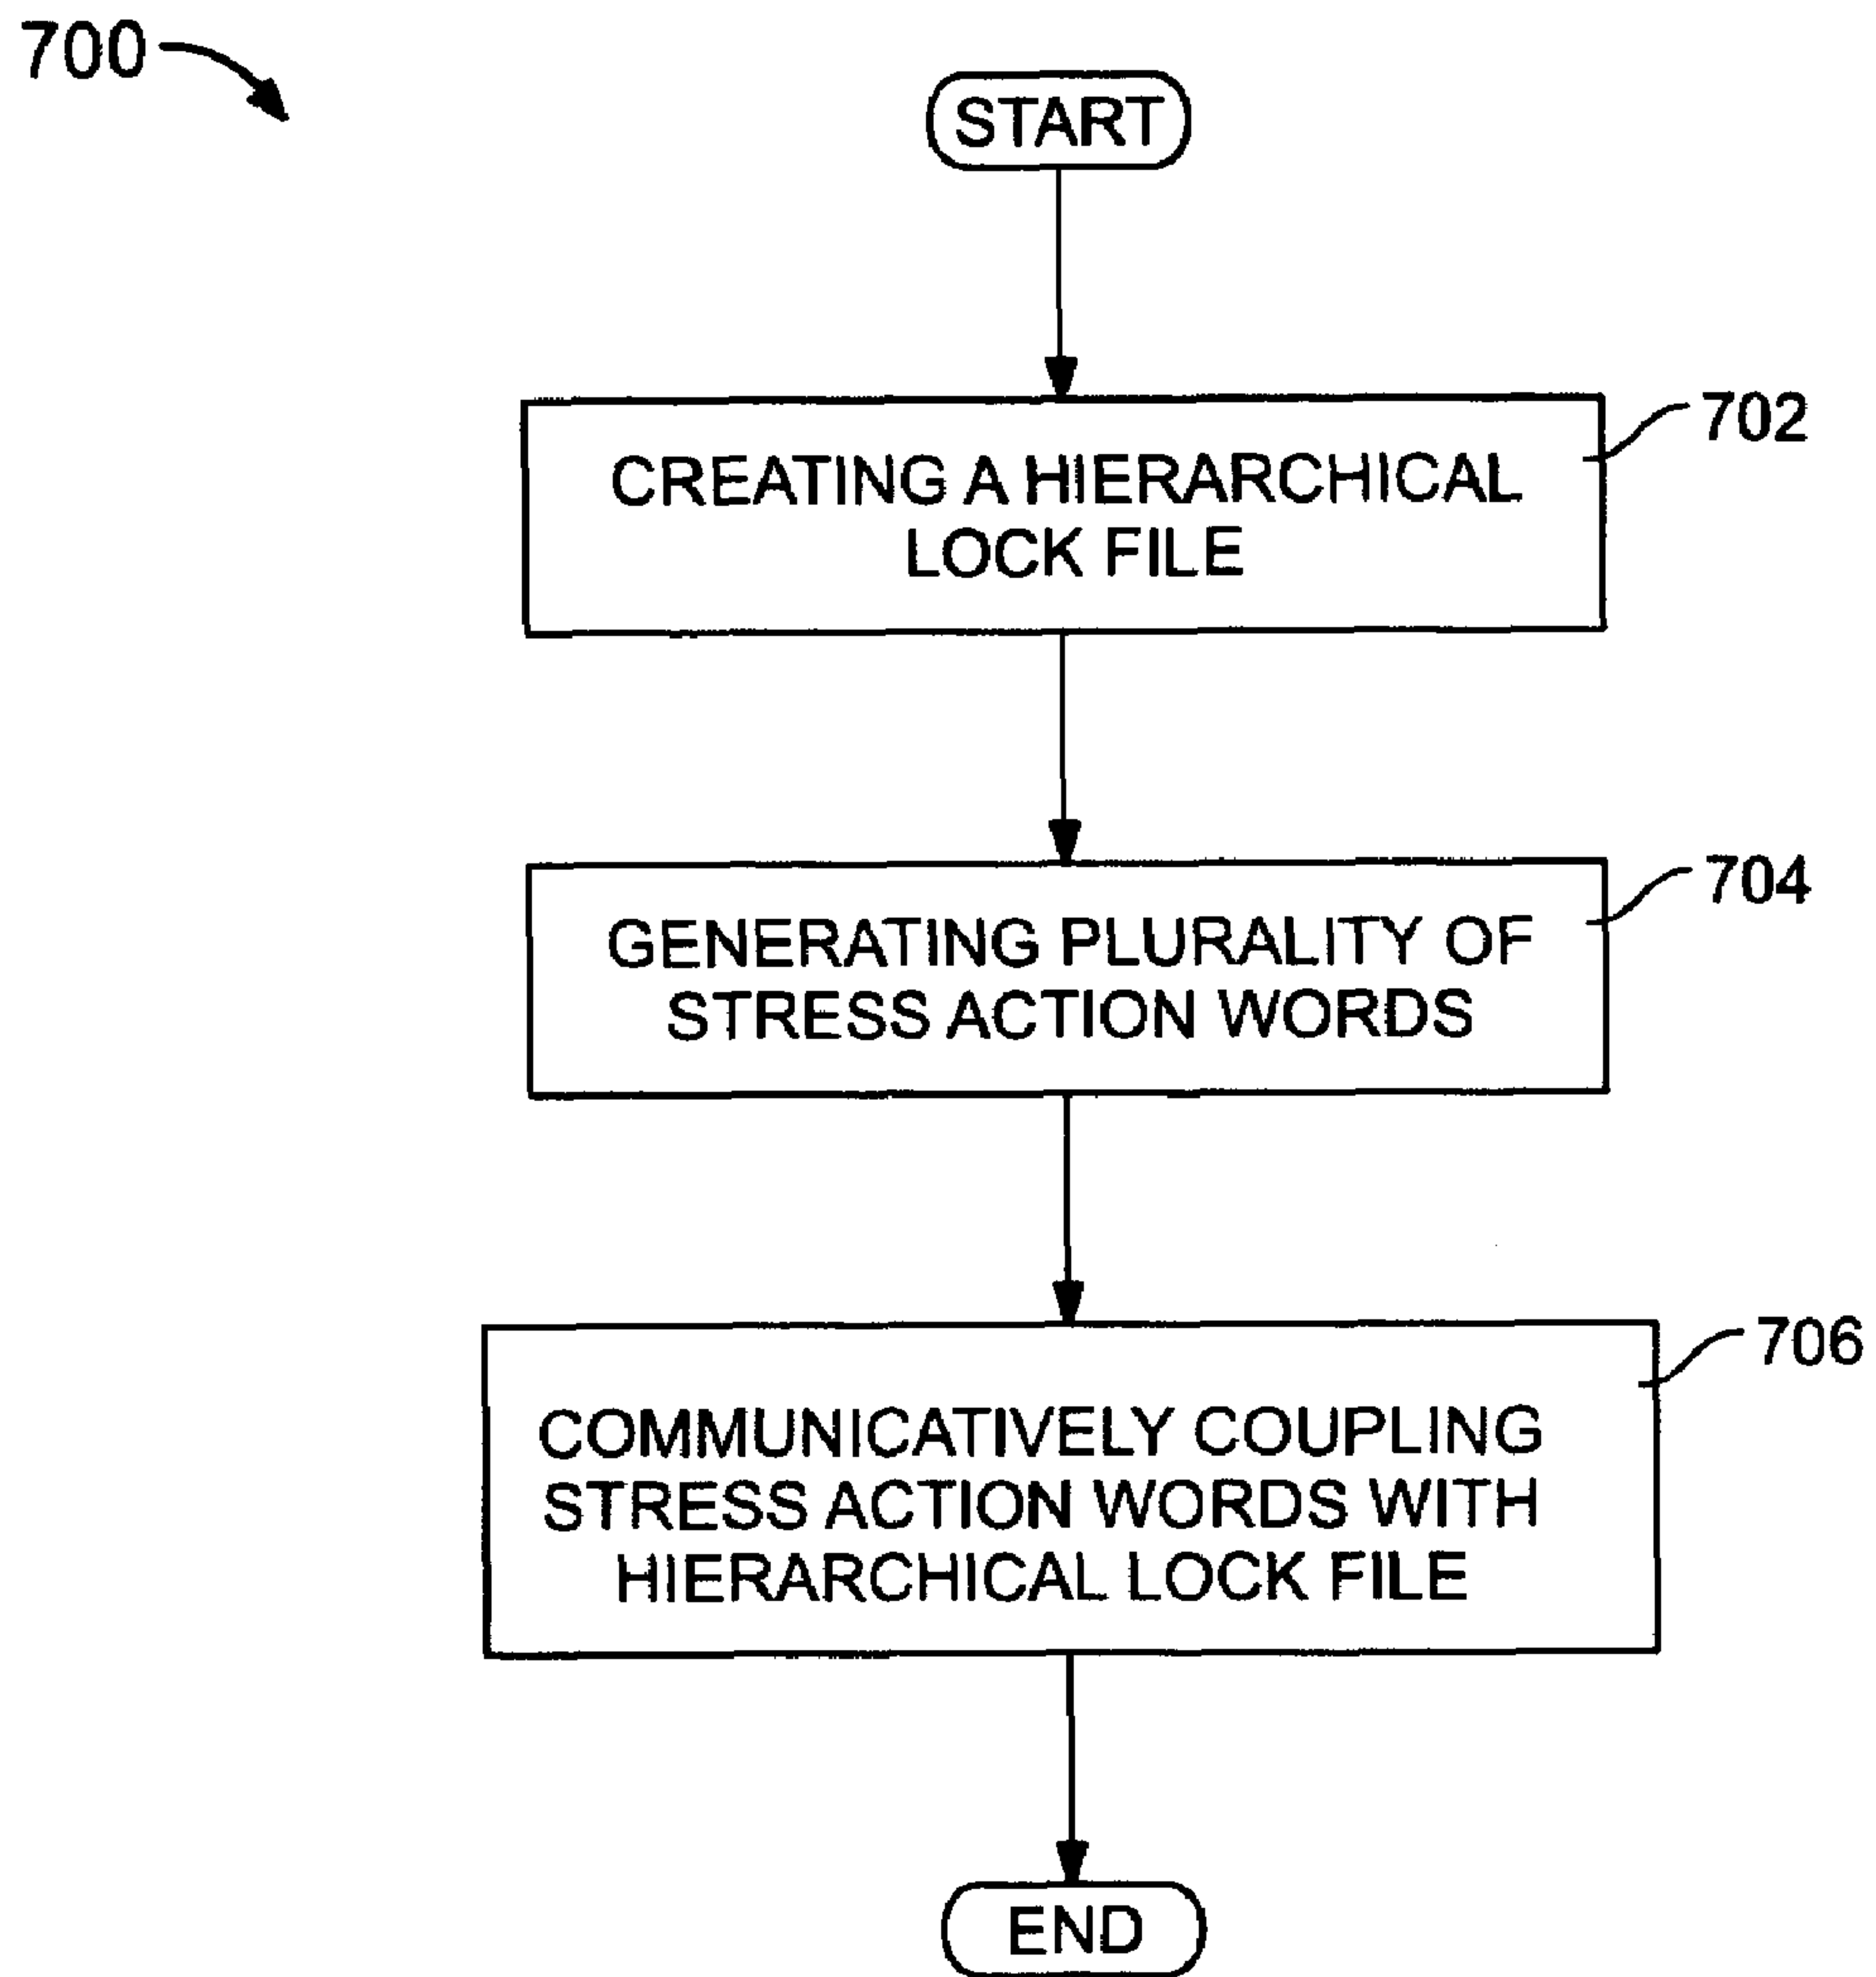 700
START
702
CREATING A HIERARCHICAL
LOCK FILE
704
GENERATING PLURALITY OF
STRESS ACTION WORDS
706
COMMUNICATIVELY COUPLING
STRESS ACTION WORDS WITH
HIERARCHICAL LOCK FILE
END